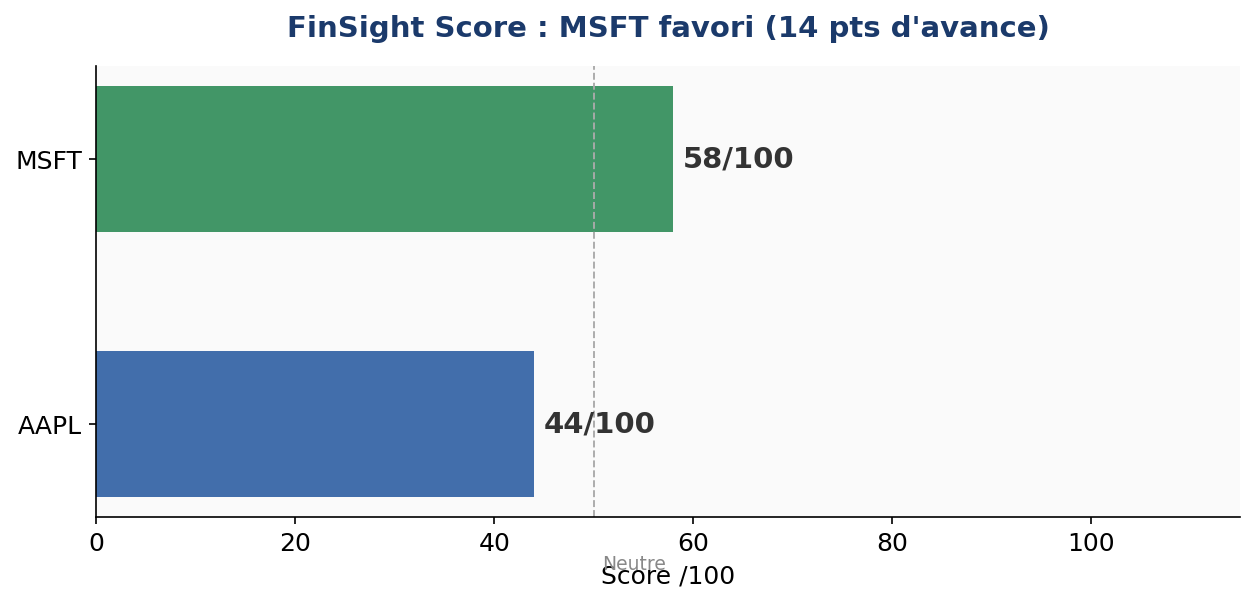 FinSight Score : MSFT favori (14 pts d'avance)
MSFT
58/100
AAPL
44/100
0 20 40 60 80 100
Neutre
Score /100